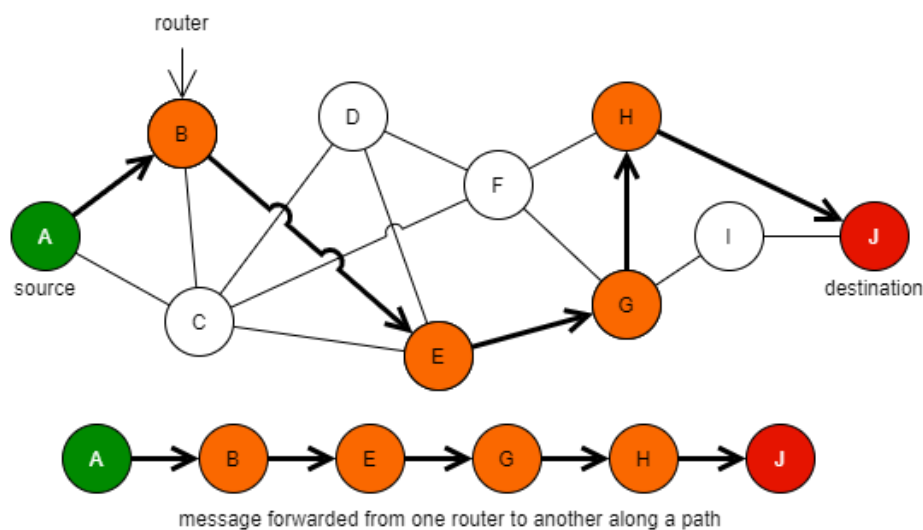 router
B
D
H
F
A
I
J
source
destination
C
G
E
A B E G H J
message forwarded from one router to another along a path